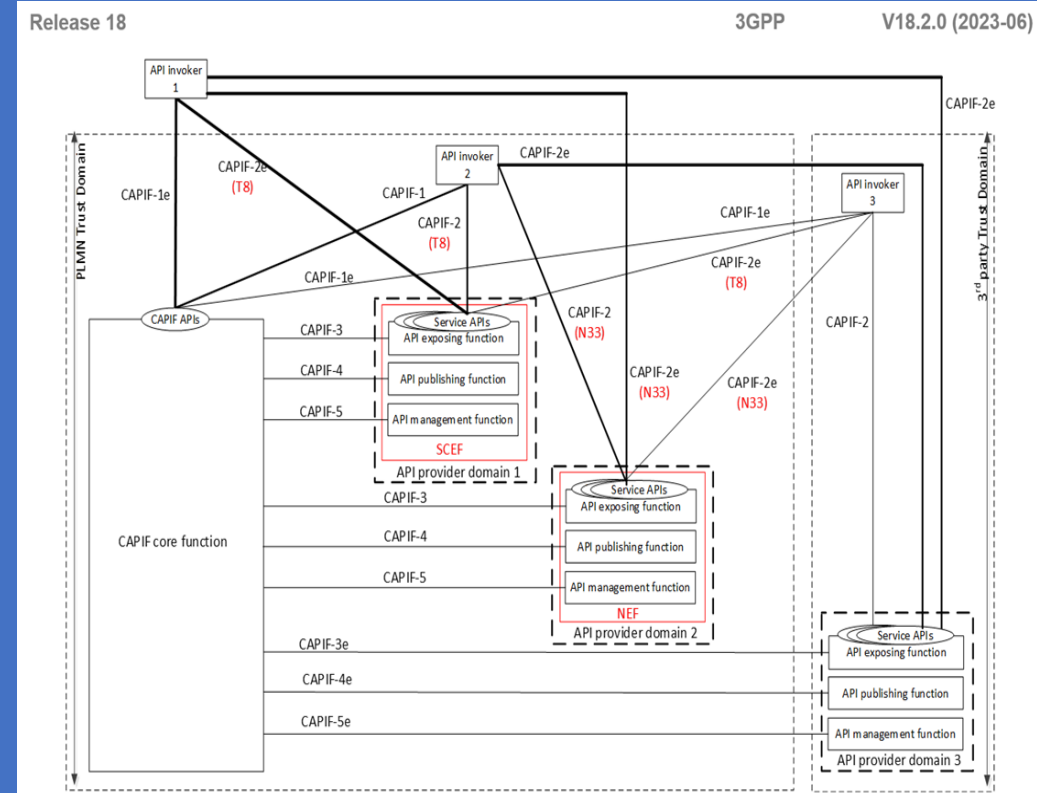 Release 18 3GPP V18.2.0 (2023-06)
API invoker
1
CAPIF-2e
PLMN Trust Domain
3rd party Trust Domain
API invoker
2
CAPIF-2e
CAPIF-2e
(T8)
API invoker
3
CAPIF-1e
CAPIF-1
CAPIF-2
(T8)
CAPIF-1e
CAPIF-2e
(T8)
CAPIF-1e
CAPIF APIs
CAPIF-2
(N33)
CAPIF-2
CAPIF-3
Service APIs
API exposing function
CAPIF-4
API publishing function
CAPIF-2e
(N33)
CAPIF-2e
(N33)
CAPIF-5
API management function
SCEF
API provider domain 1
CAPIF core function
CAPIF-3
Service APIs
API exposing function
CAPIF-4
API publishing function
CAPIF-5
API management function
NEF
API provider domain 2
CAPIF-3e
Service APIs
API exposing function
CAPIF-4e
API publishing function
CAPIF-5e
API management function
API provider domain 3